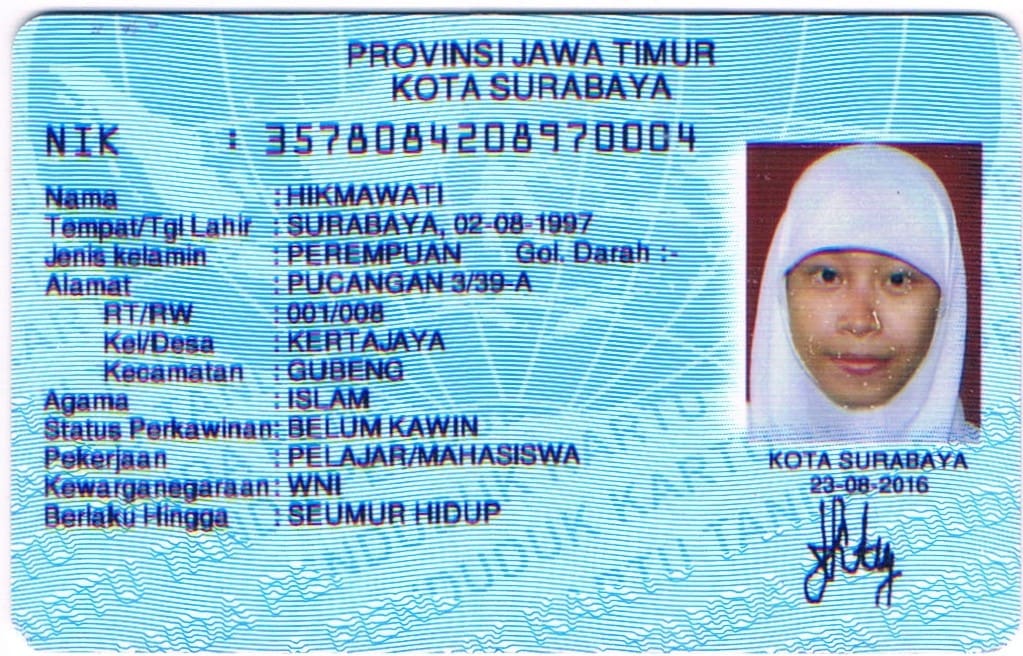 PROVINSI JAWA TIMUR
KOTA SURABAYA
NIK : 3578084208970004
Nama : HIKMAWATI
Tempat/Tgl Lahir : SURABAYA, 02-08-1997
Jenis kelamin : PEREMPUAN Gol. Darah :-
Alamat : PUCANGAN 3/39-A
RT/RW : 001/008
Kel/Desa : KERTAJAYA
Kecamatan : GUBENG
Agama : ISLAM
Status Perkawinan: BELUM KAWIN
Pekerjaan : PELAJAR/MAHASISWA
Kewarganegaraan: WNI
Berlaku Hingga : SEUMUR HIDUP
KOTA SURABAYA
23-08-2016